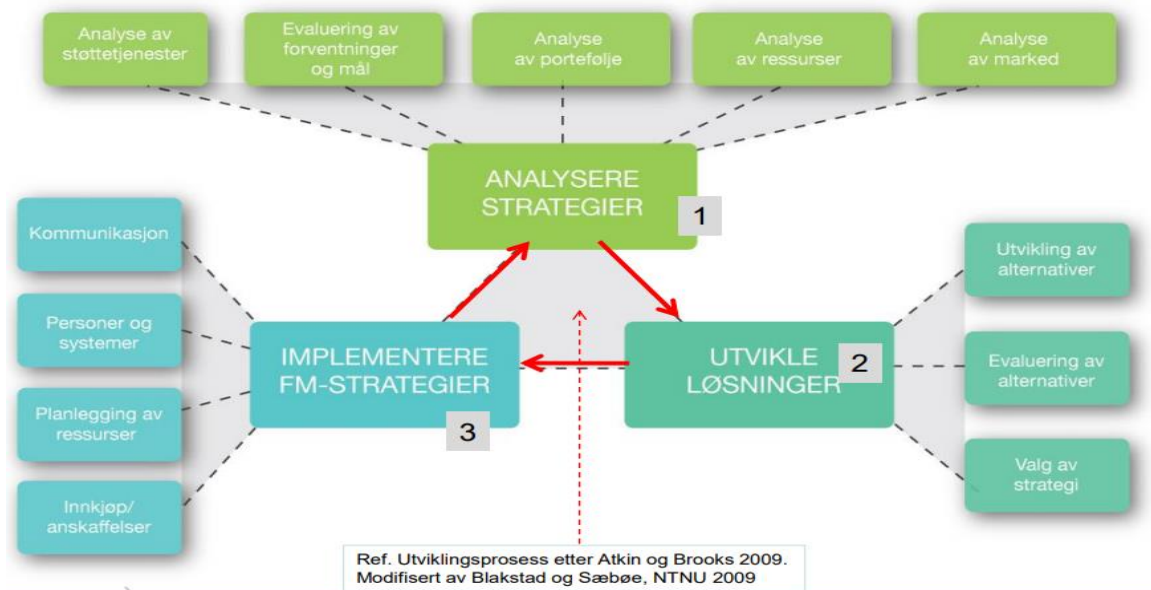 Analyse av
støttetjenester
Evaluering av
forventninger
og mål
Analyse
av portefølje
Analyse
av ressurser
Analyse
av marked
ANALYSERE
STRATEGIER
1
Kommunikasjon
Personer og
systemer
Planlegging av
ressurser
Innkjøp/
anskaffelser
IMPLEMENTERE
FM-STRATEGIER
3
UTVIKLE
LØSNINGER
2
Utvikling av
alternativer
Evaluering av
alternativer
Valg av
strategi
Ref. Utviklingsprosess etter Atkin og Brooks 2009.
Modifisert av Blakstad og Sæbøe, NTNU 2009